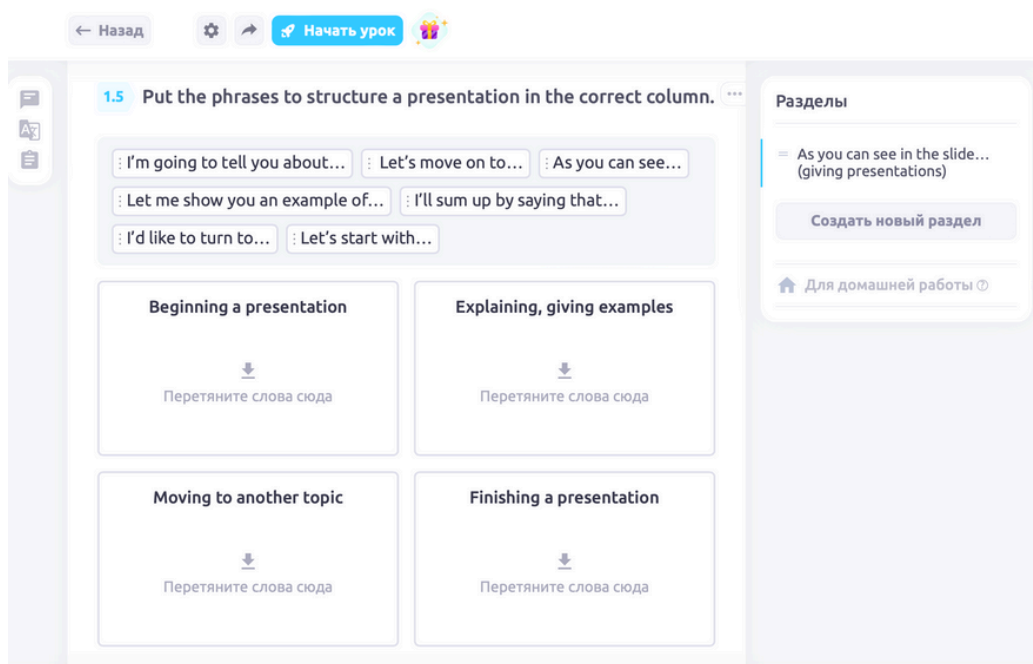 ← Назад
Начать урок
1.5 Put the phrases to structure a presentation in the correct column.
I'm going to tell you about... Let's move on to... As you can see...
Let me show you an example of... I'll sum up by saying that...
I'd like to turn to... Let's start with...
Beginning a presentation
Перетяните слова сюда
Explaining, giving examples
Перетяните слова сюда
Moving to another topic
Перетяните слова сюда
Finishing a presentation
Перетяните слова сюда
Разделы
As you can see in the slide...
(giving presentations)
Создать новый раздел
Для домашней работы ?